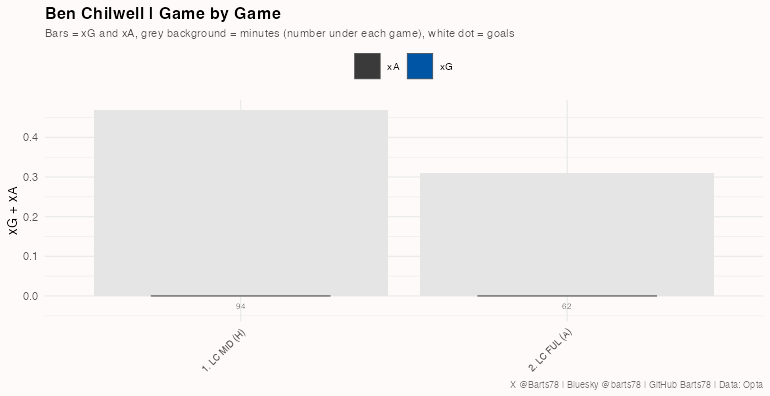 Ben Chilwell | Game by Game
Bars = xG and xA, grey background = minutes (number under each game), white dot = goals
xA xG
xG + xA
0.4
0.3
0.2
0.1
0.0
94 62
1. LC MID (H) 2. LC FUL (A)
X @Barts78 | Bluesky @barts78 | GitHub Barts78 | Data: Opta